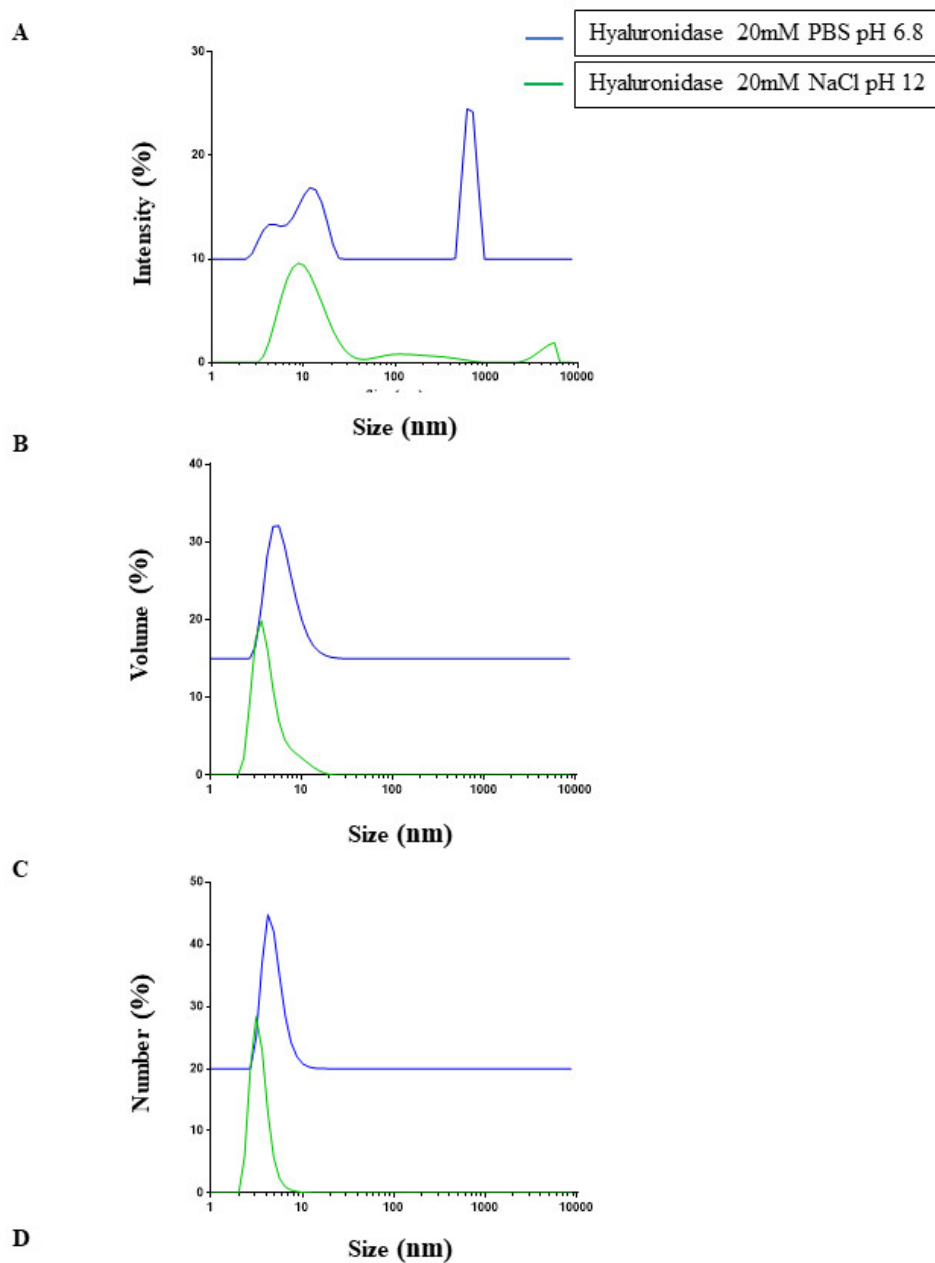 A
Hyaluronidase 20mM PBS pH 6.8
Hyaluronidase 20mM NaCl pH 12
Intensity (%)
30
20
10
0
1 10 100 1000 10000
Size (nm)
B
Volume (%)
40
30
20
10
0
1 10 100 1000 10000
Size (nm)
C
Number (%)
50
40
30
20
10
0
1 10 100 1000 10000
Size (nm)
D